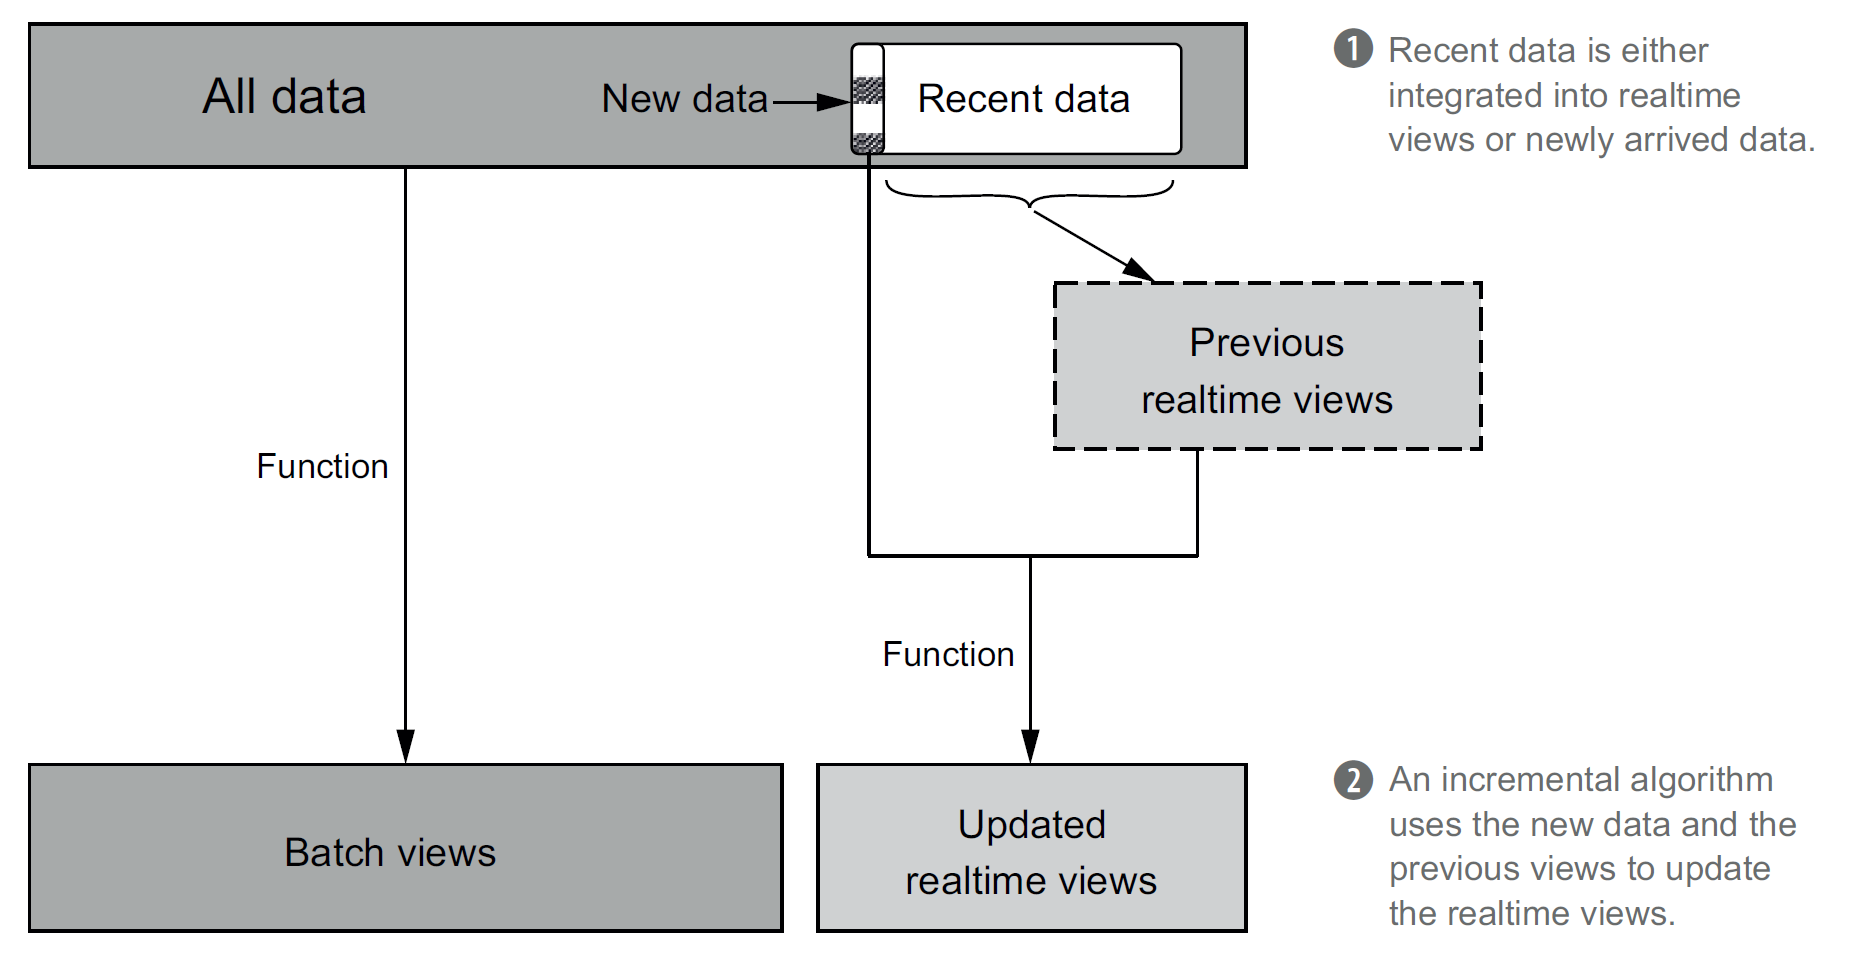 All data
New data
Recent data
1 Recent data is either
integrated into realtime
views or newly arrived data.
Previous
realtime views
Function
Function
Batch views
Updated
realtime views
2 An incremental algorithm
uses the new data and the
previous views to update
the realtime views.